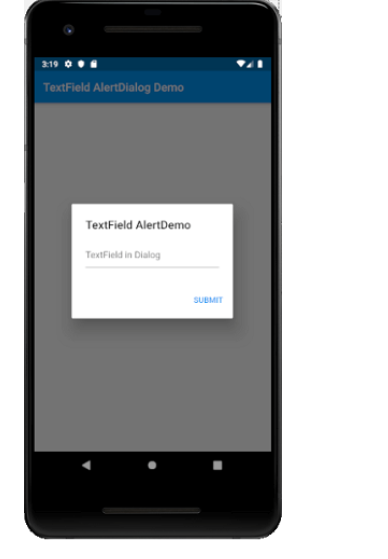 3:19
TextField AlertDialog Demo
TextField AlertDemo
TextField in Dialog
SUBMIT